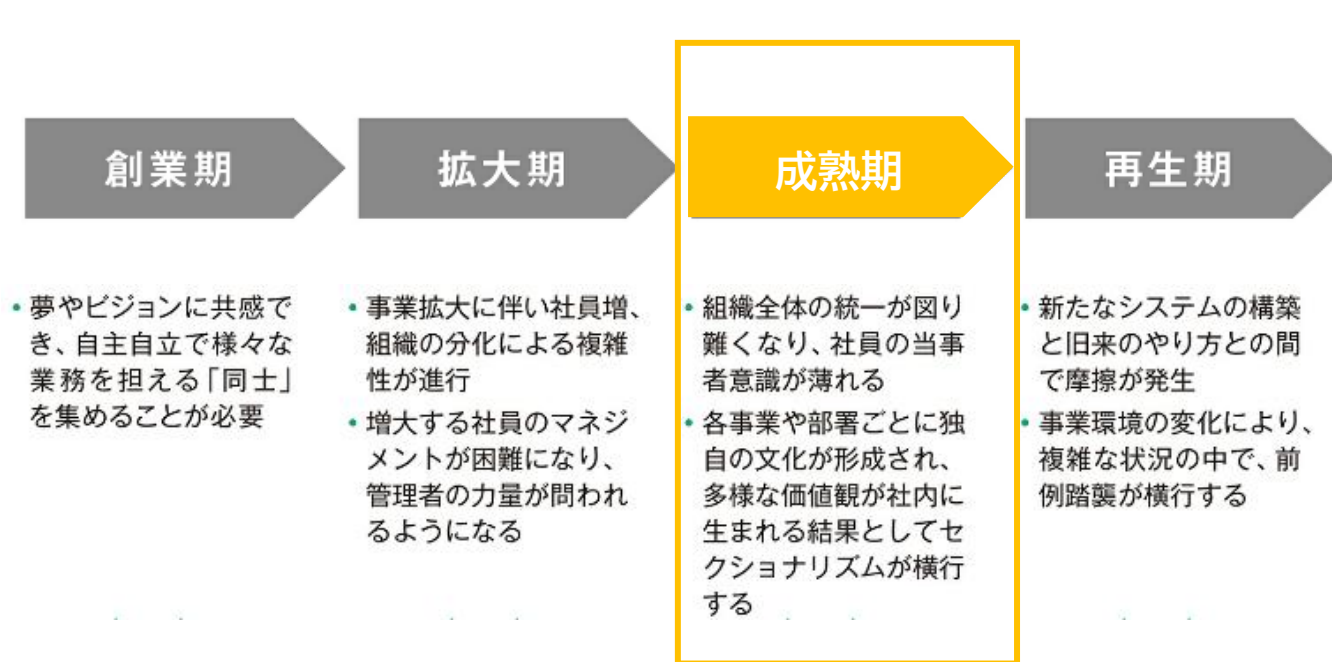 創業期
拡大期
成熟期
再生期
・夢やビジョンに共感で
き、自主自立で様々な
業務を担える「同士」
を集めることが必要
・事業拡大に伴い社員増、
組織の分化による複雑
性が進行
・増大する社員のマネジ
メントが困難になり、
管理者の力量が問われ
るようになる
・組織全体の統一が図り
難くなり、社員の当事
者意識が薄れる
・各事業や部署ごとに独
自の文化が形成され、
多様な価値観が社内に
生まれる結果としてセ
クショナリズムが横行
する
・新たなシステムの構築
と旧来のやり方との間
で摩擦が発生
・事業環境の変化により、
複雑な状況の中で、前
例踏襲が横行する